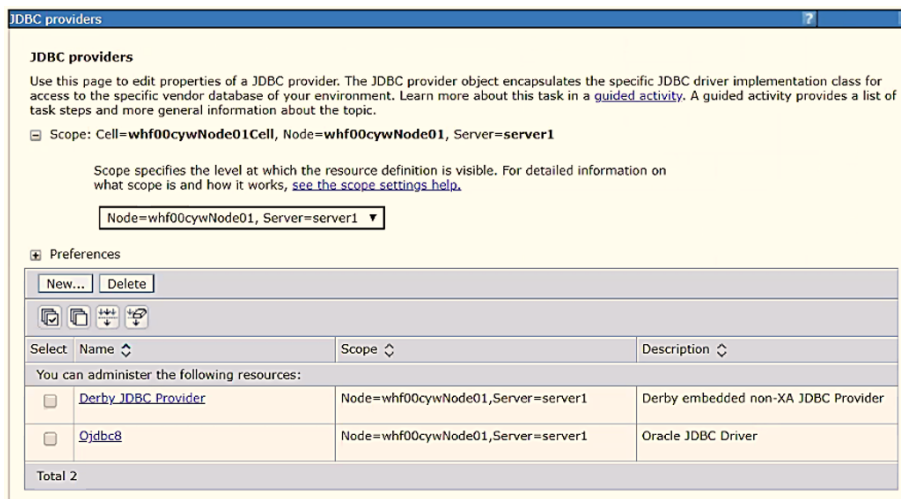 JDBC providers ?
JDBC providers
Use this page to edit properties of a JDBC provider. The JDBC provider object encapsulates the specific JDBC driver implementation class for
access to the specific vendor database of your environment. Learn more about this task in a guided activity. A guided activity provides a list of
task steps and more general information about the topic.
Scope: Cell=whf00cywNode01Cell, Node=whf00cywNode01, Server=server1
Scope specifies the level at which the resource definition is visible. For detailed information on
what scope is and how it works, see the scope settings help.
Node=whf00cywNode01, Server=server1
Preferences
New... Delete
Select Name Scope Description
You can administer the following resources:
Derby JDBC Provider Node=whf00cywNode01,Server=server1 Derby embedded non-XA JDBC Provider
Ojdbc8 Node=whf00cywNode01,Server=server1 Oracle JDBC Driver
Total 2